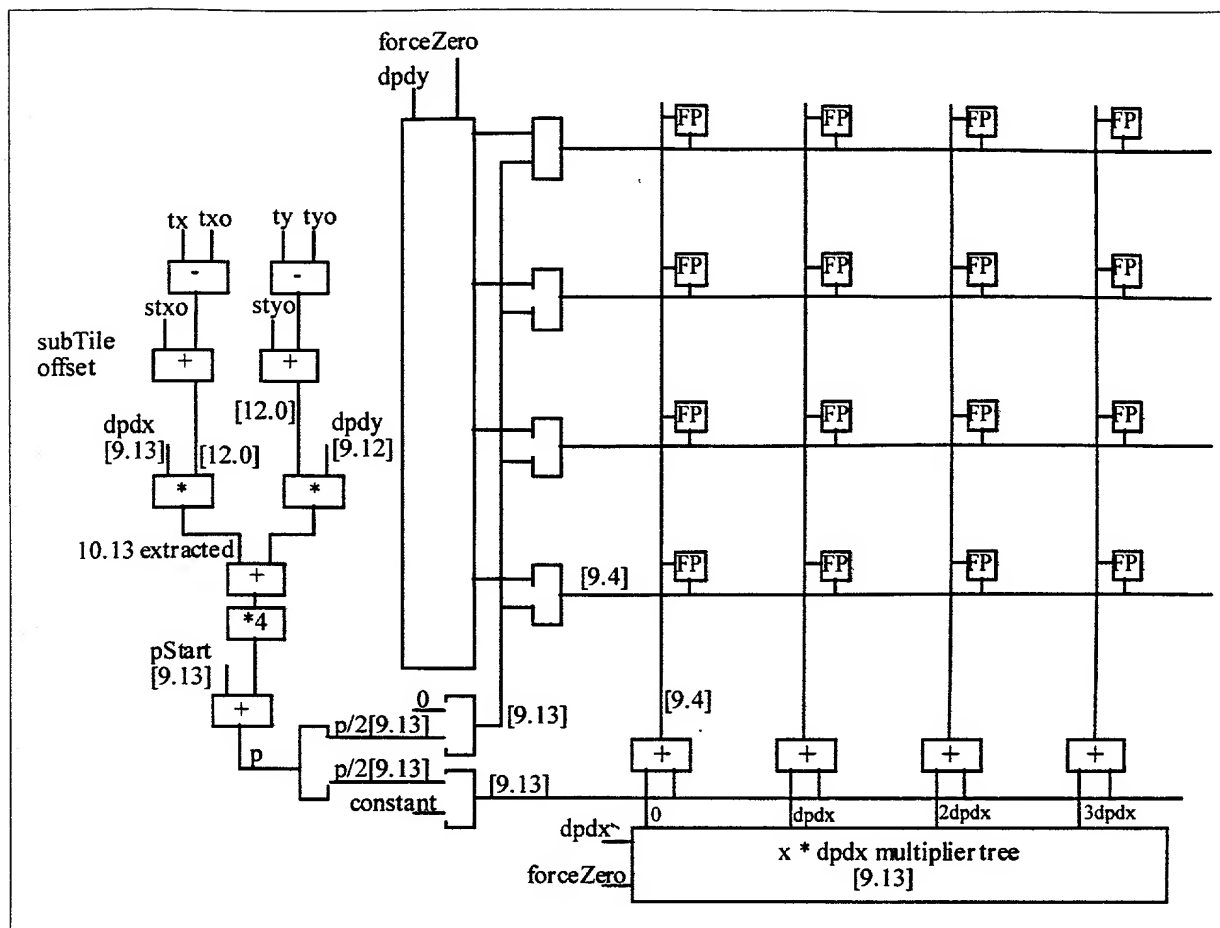 forceZero
dpdy
FP FP FP FP
tx txo ty tyo
- -
FP FP FP FP
stxo styo
subTile
offset
+ +
[12.0]
dpdx
[9.13]
[12.0]
dpdy
[9.12]
FP FP FP FP
* *
10.13 extracted
+
FP FP FP FP
[9.4]
*4
pStart
[9.13]
+
0
[9.13]
[9.4]
p/2[9.13]
p
+ + + +
p/2[9.13]
[9.13]
constant
0 dpdx 2dpdx 3dpdx
dpdx
x * dpdx multiplier tree
forceZero
[9.13]